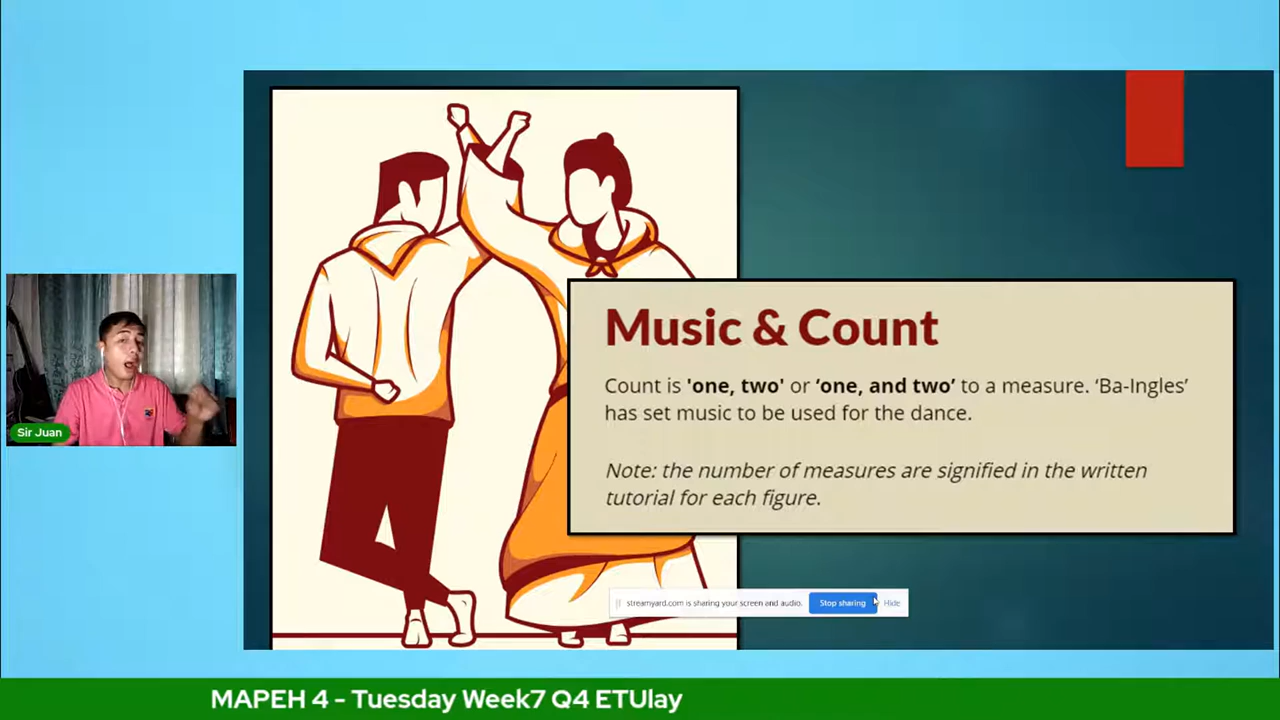 Music & Count
Count is 'one, two' or ‘one, and two’ to a measure. ‘Ba-Ingles’
has set music to be used for the dance.
Note: the number of measures are signified in the written
tutorial for each figure.
Sir Juan
streamyard.com is sharing your screen and audio.
Stop sharing
Hide
MAPEH 4 - Tuesday Week7 Q4 ETUlay